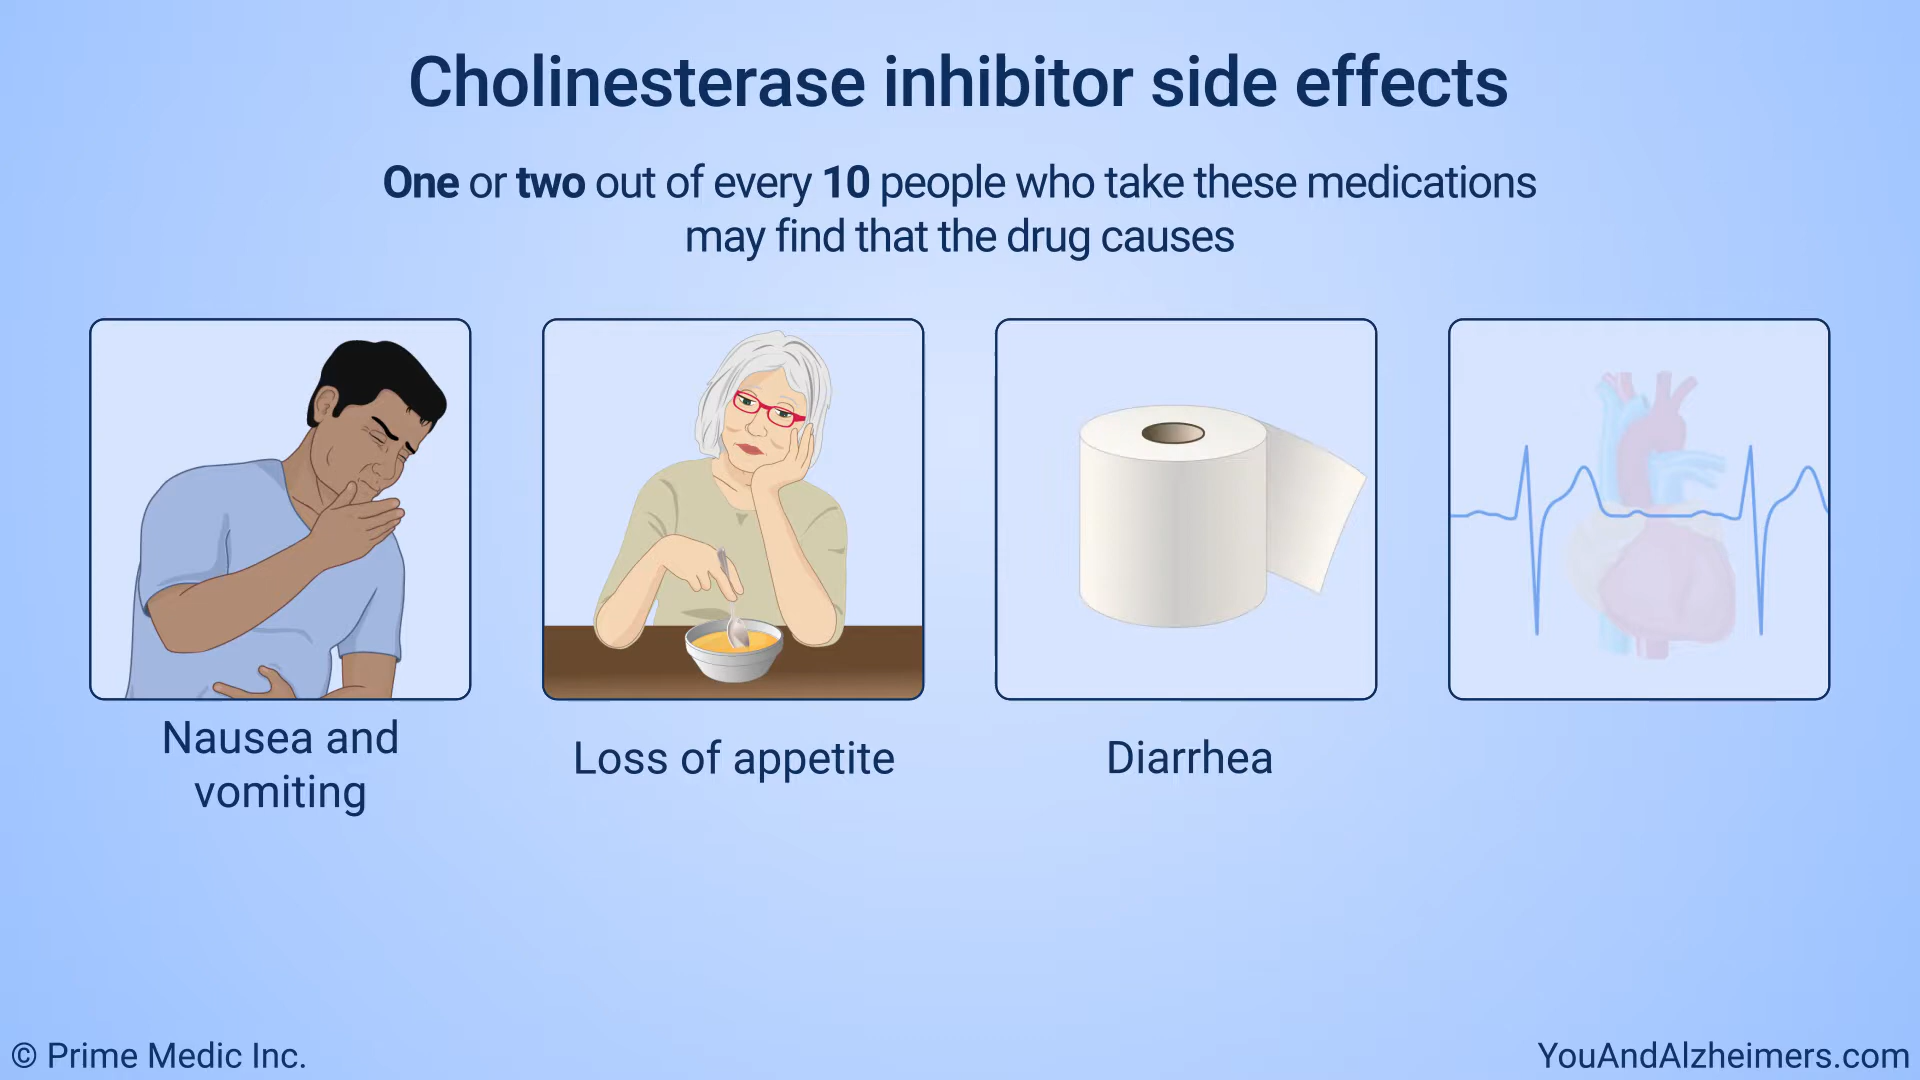 Cholinesterase inhibitor side effects
One or two out of every 10 people who take these medications
may find that the drug causes
Nausea and
vomiting
Loss of appetite
Diarrhea
© Prime Medic Inc.
YouAndAlzheimers.com